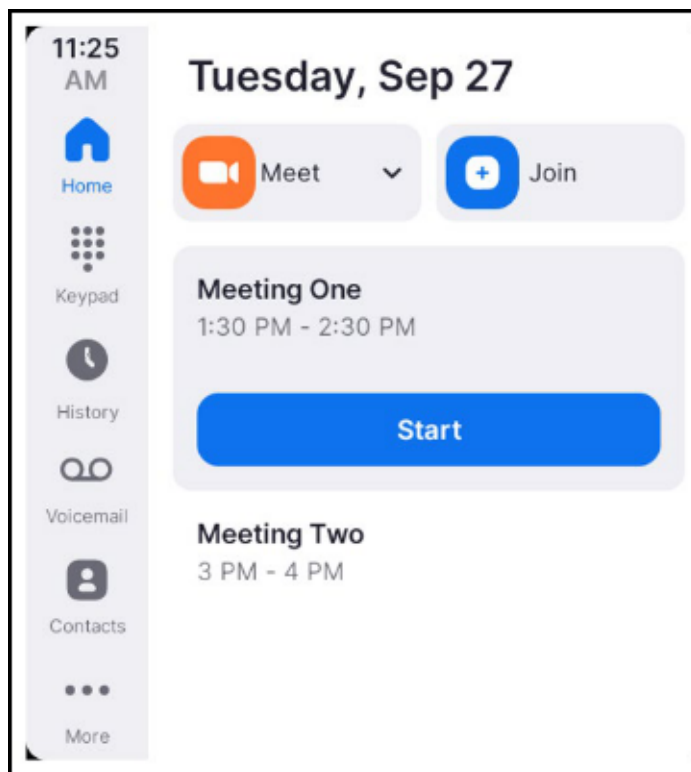 11:25
AM
Home
Keypad
History
Voicemail
Contacts
More
Tuesday, Sep 27
Meet
Join
Meeting One
1:30 PM - 2:30 PM
Start
Meeting Two
3 PM - 4 PM